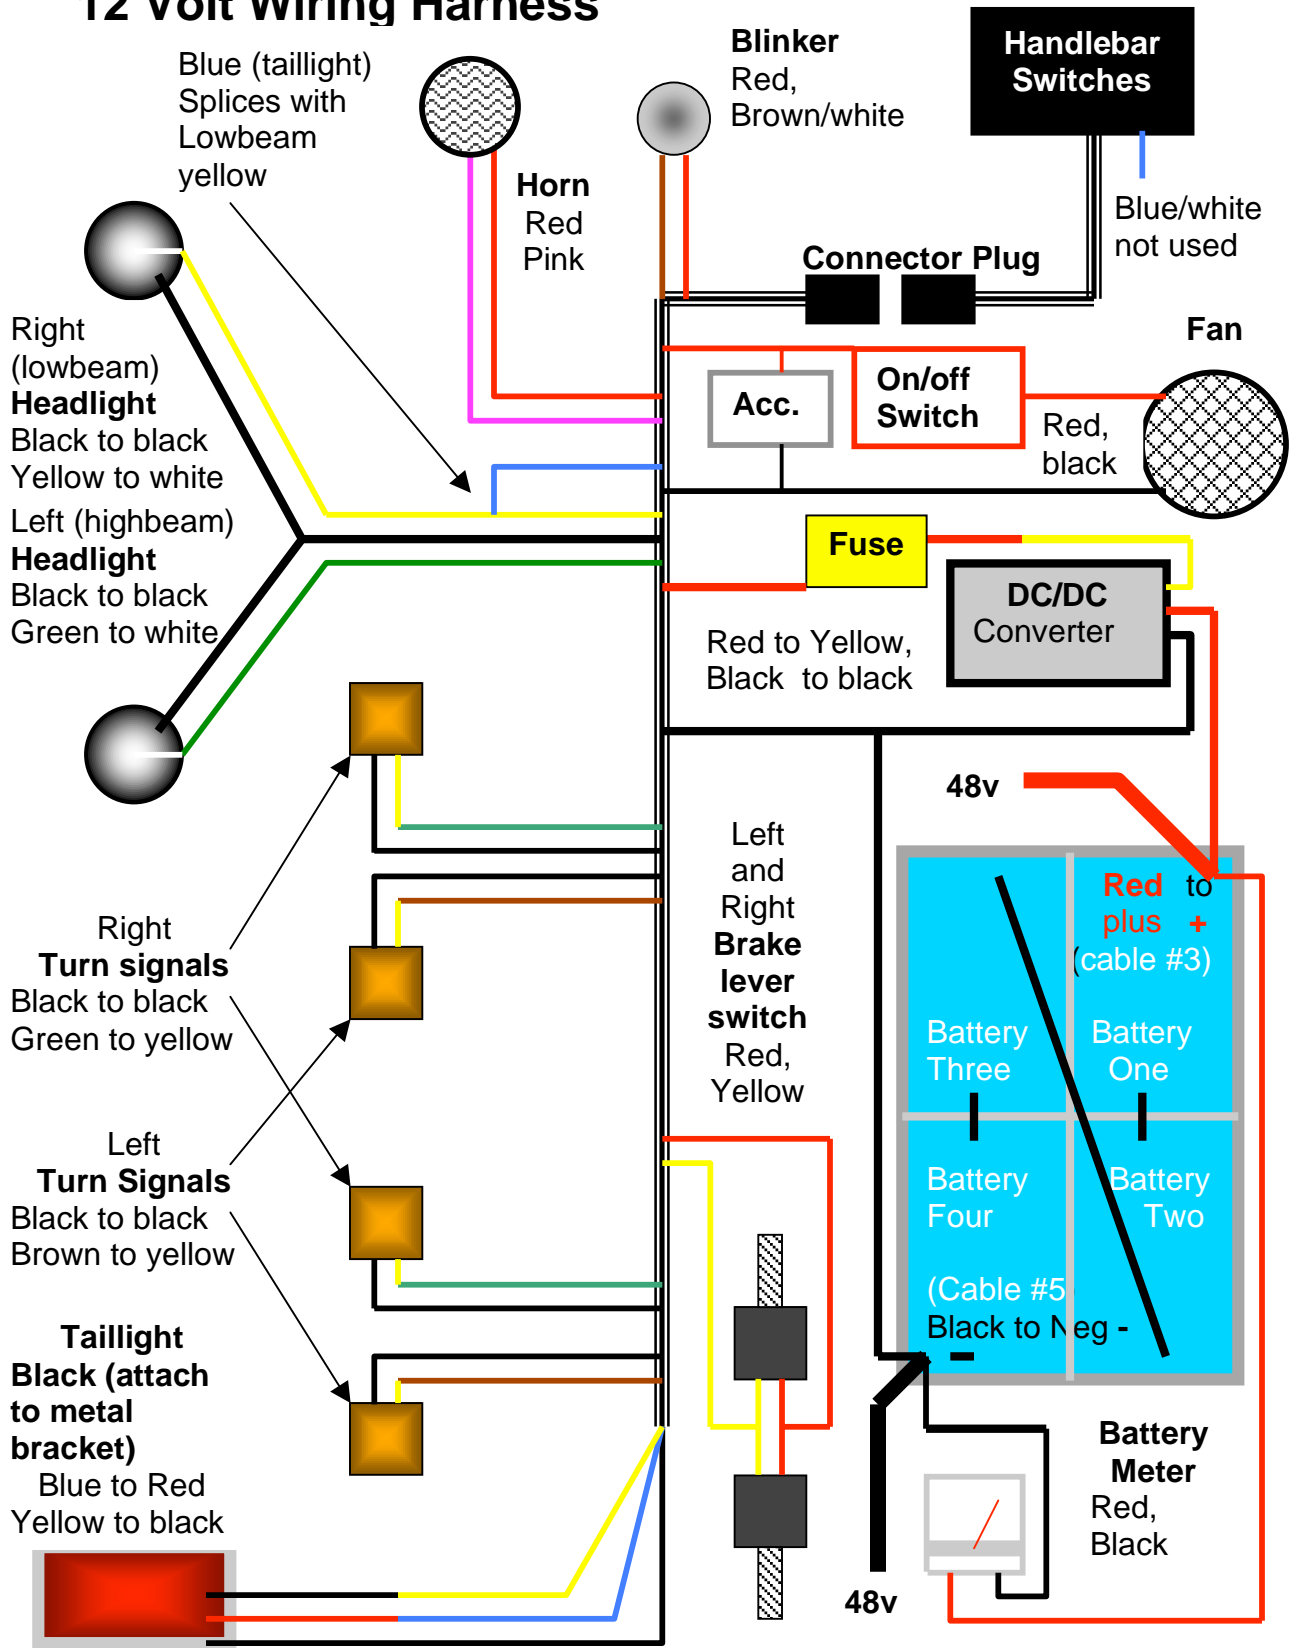 12 Volt Wiring Harness
Blue (taillight)
Splices with
Lowbeam
yellow
Horn
Red
Pink
Blinker
Red,
Brown/white
Handlebar
Switches
Blue/white
not used
Connector Plug
Right
(lowbeam)
Headlight
Black to black
Yellow to white
Left (highbeam)
Headlight
Black to black
Green to white
Acc.
On/off
Switch
Fan
Red,
black
Fuse
DC/DC
Converter
Red to Yellow,
Black to black
48v
Left
and
Right
Brake
lever
switch
Red,
Yellow
Red to
plus +
(cable #3)
Battery
Three
Battery
One
Battery
Four
Battery
Two
(Cable #5
Black to Neg -
-
Right
Turn signals
Black to black
Green to yellow
Left
Turn Signals
Black to black
Brown to yellow
Taillight
Black (attach
to metal
bracket)
Blue to Red
Yellow to black
Battery
Meter
Red,
Black
48v